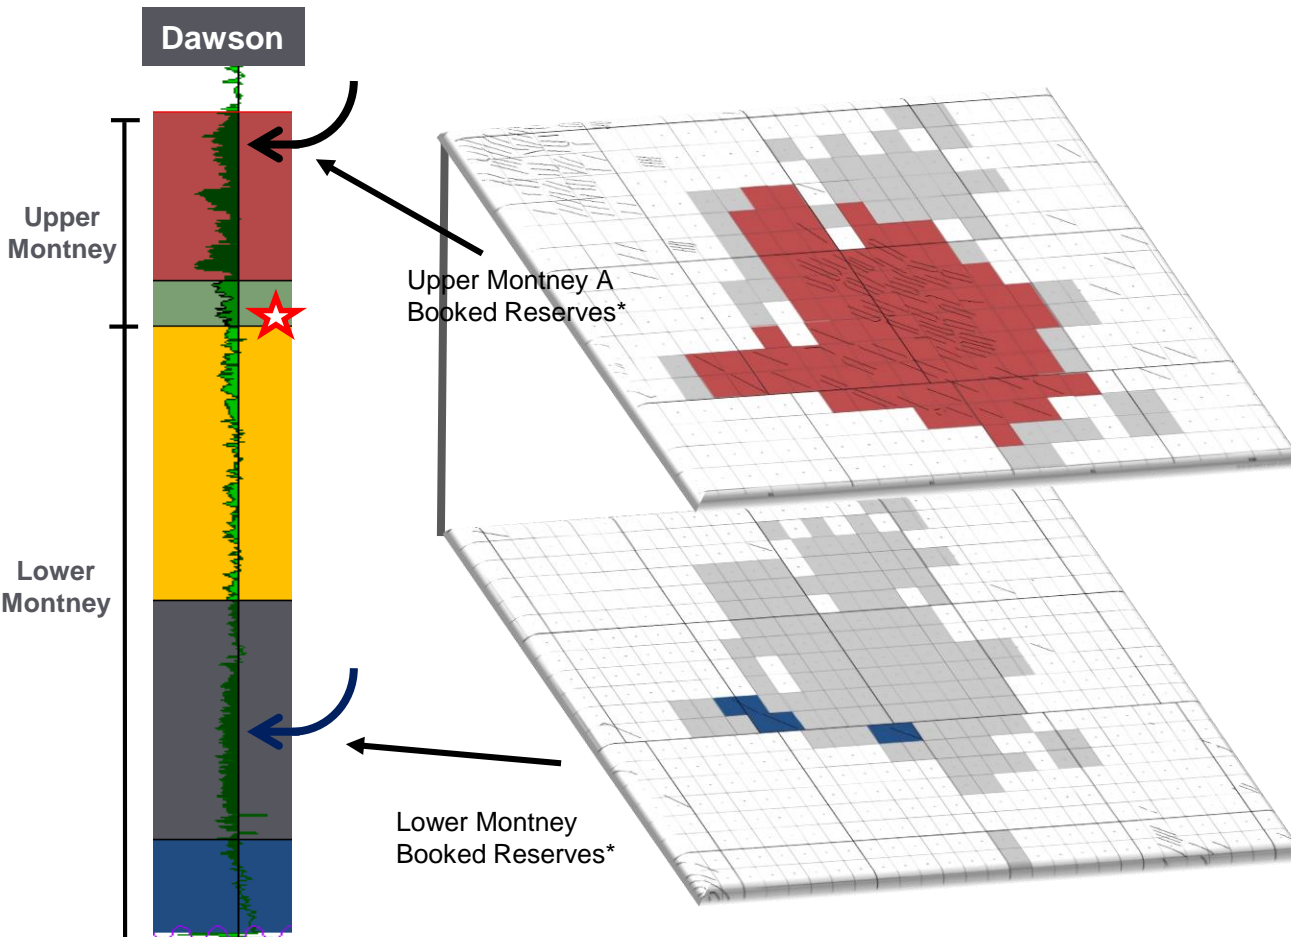 Dawson
Upper
Montney
Upper Montney A
Booked Reserves*
Lower
Montney
Lower Montney
Booked Reserves*